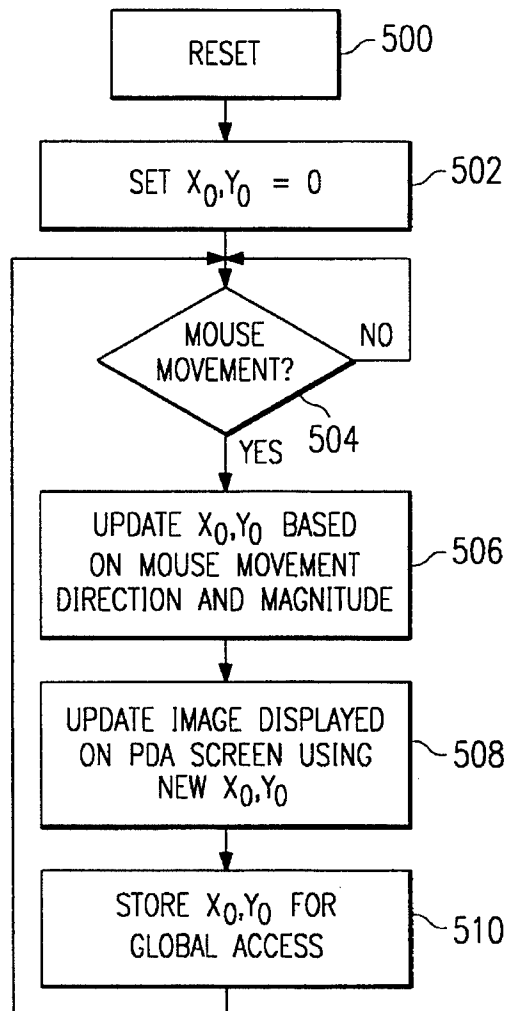 RESET
500
SET X0,Y0 = 0
502
MOUSE
MOVEMENT?
NO
504
YES
UPDATE X0,Y0 BASED
ON MOUSE MOVEMENT
DIRECTION AND MAGNITUDE
506
UPDATE IMAGE DISPLAYED
ON PDA SCREEN USING
NEW X0,Y0
508
STORE X0,Y0 FOR
GLOBAL ACCESS
510